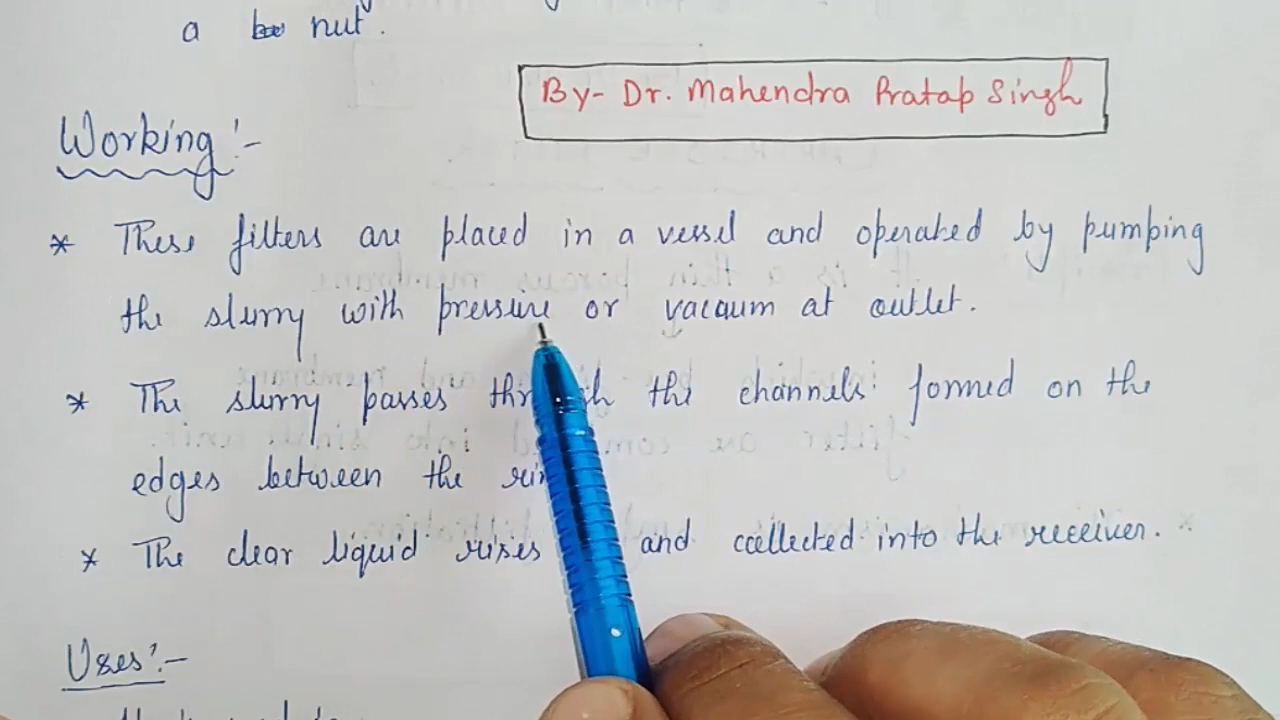 a nut.
By- Dr. Mahendra Pratap Singh
Working :-
* These filters are placed in a vessel and operated by pumping
the slurry with pressure or vacuum at outlet.
* The slurry passes the channels formed on the
edges between the
* The clear liquid rises and collected into the receiver.
Uses :-